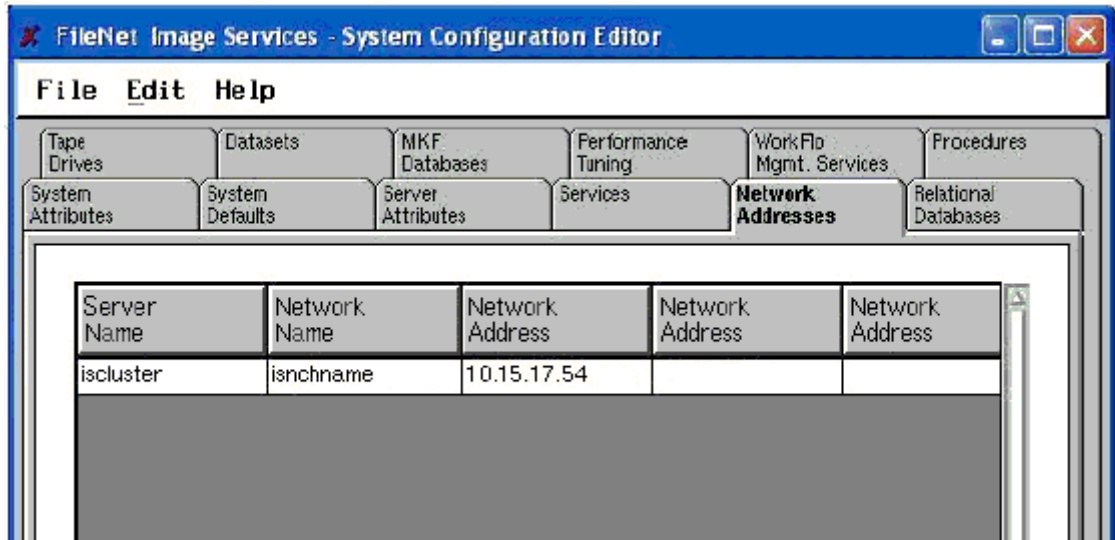 FileNet Image Services - System Configuration Editor
File Edit Help
Tape Drives
Datasets
MKF Databases
Performance Tuning
WorkFlo Mgmt. Services
Procedures
System Attributes
System Defaults
Server Attributes
Services
Network Addresses
Relational Databases
Server Name
Network Name
Network Address
Network Address
Network Address
iscluster isnchname 10.15.17.54